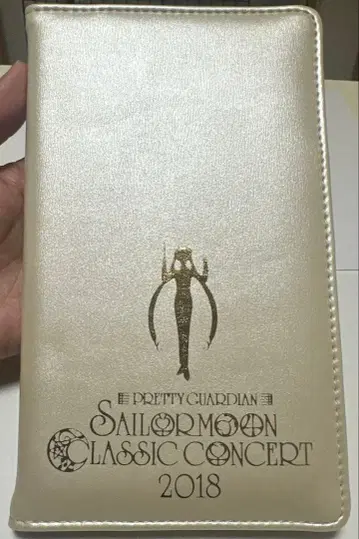 PRETTY GUARDIAN
SAILORMOON
CLASSIC CONCERT
2018